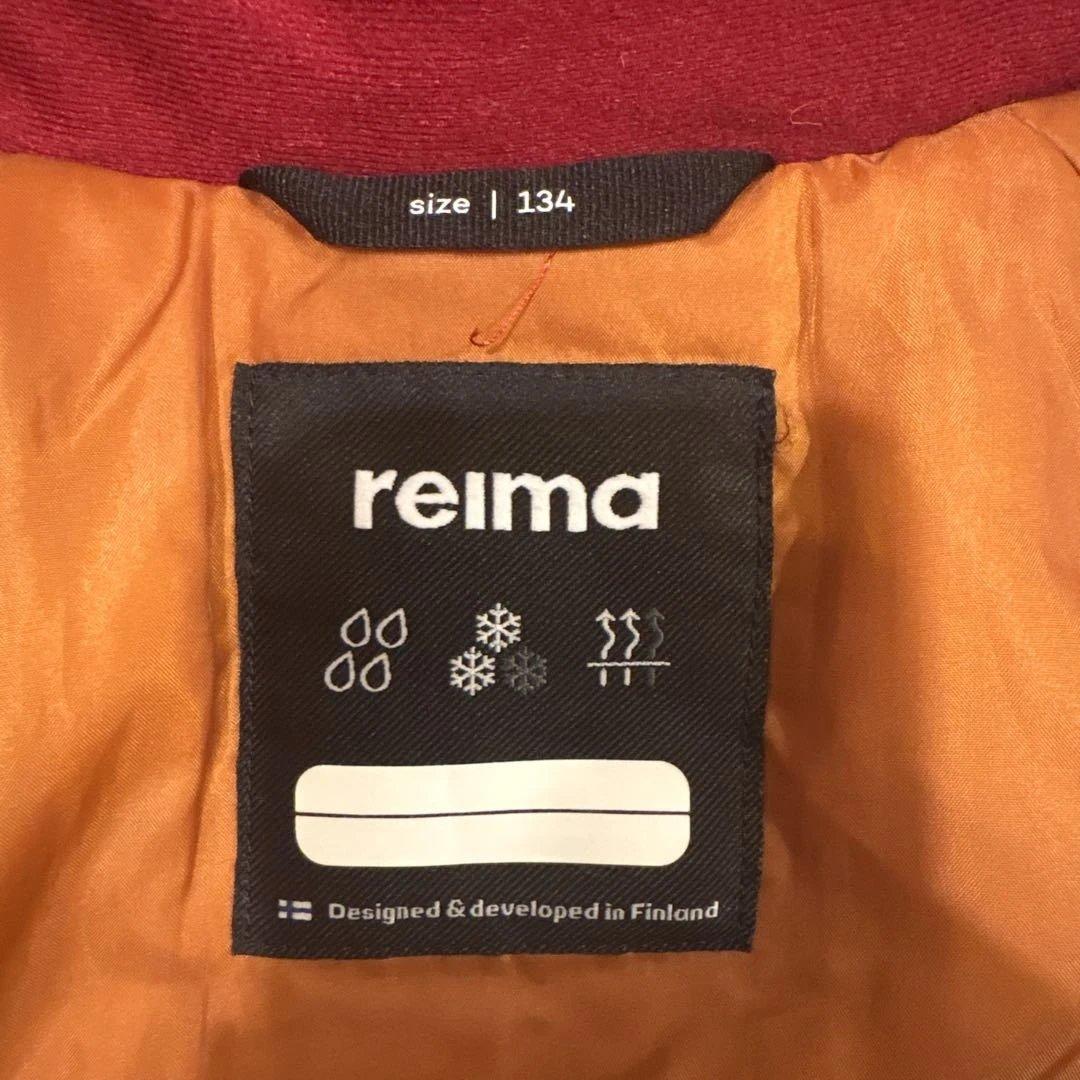 size | 134
reima
Designed & developed in Finland